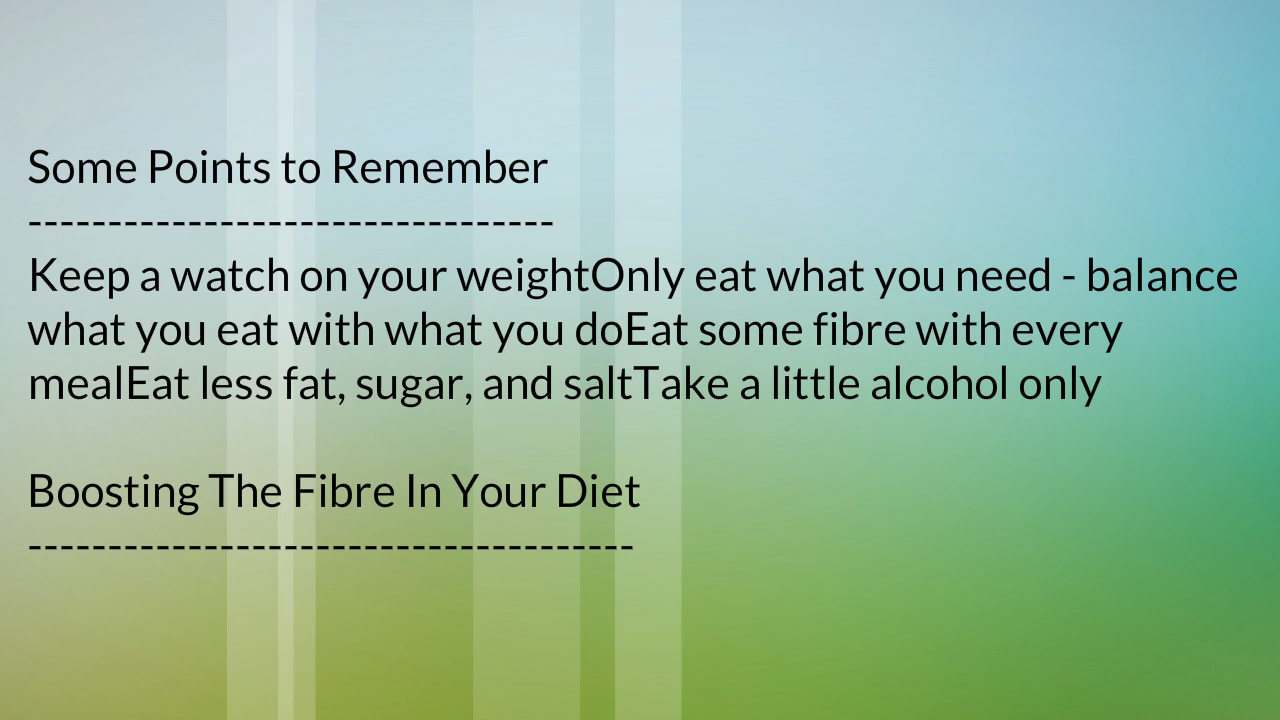 Some Points to Remember
---------------------------------
Keep a watch on your weightOnly eat what you need - balance
what you eat with what you doEat some fibre with every
mealEat less fat, sugar, and saltTake a little alcohol only
Boosting The Fibre In Your Diet
--------------------------------------